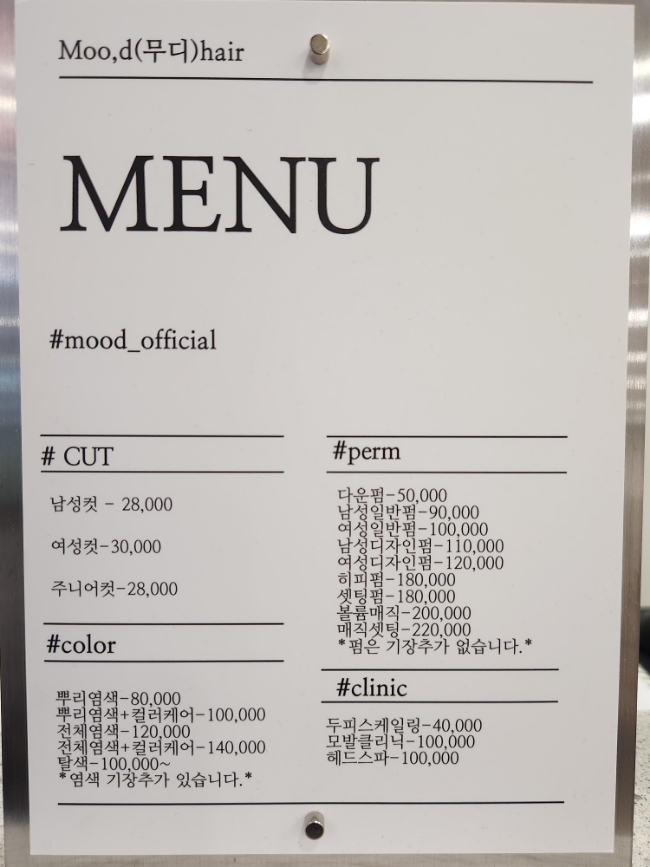 Moo,d(무디)hair
MENU
#mood_official
# CUT
남성컷 - 28,000
여성컷-30,000
주니어컷-28,000
#color
뿌리염색-80,000
뿌리염색+컬러케어-100,000
전체염색-120,000
전체염색+컬러케어-140,000
탈색-100,000~
*염색 기장추가 있습니다.*
#perm
다운펌-50,000
남성일반펌-90,000
여성일반펌-100,000
남성디자인펌-110,000
여성디자인펌-120,000
히피펌-180,000
셋팅펌-180,000
볼륨매직-200,000
매직셋팅-220,000
*펌은 기장추가 없습니다.*
#clinic
두피스케일링-40,000
모발클리닉-100,000
헤드스파-100,000